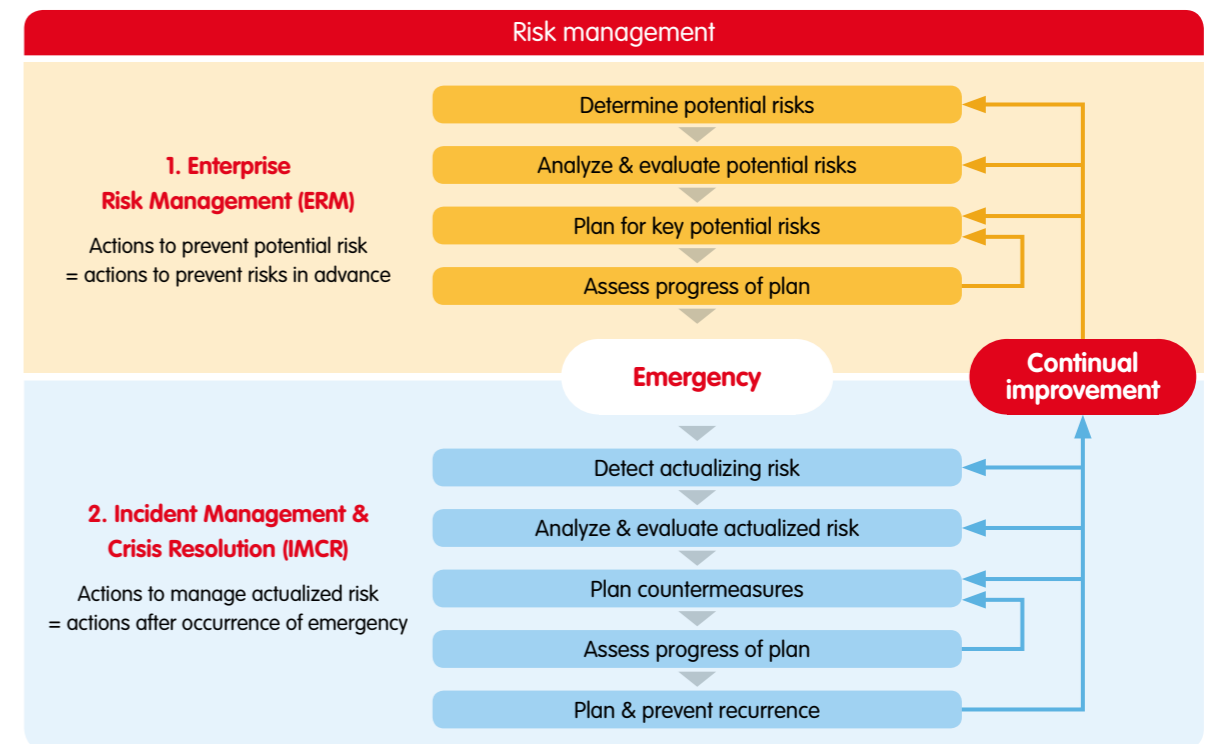 Risk management
1. Enterprise
Risk Management (ERM)
Actions to prevent potential risk
= actions to prevent risks in advance
Determine potential risks
Analyze & evaluate potential risks
Plan for key potential risks
Assess progress of plan
Emergency
Continual
improvement
2. Incident Management &
Crisis Resolution (IMCR)
Actions to manage actualized risk
= actions after occurrence of emergency
Detect actualizing risk
Analyze & evaluate actualized risk
Plan countermeasures
Assess progress of plan
Plan & prevent recurrence